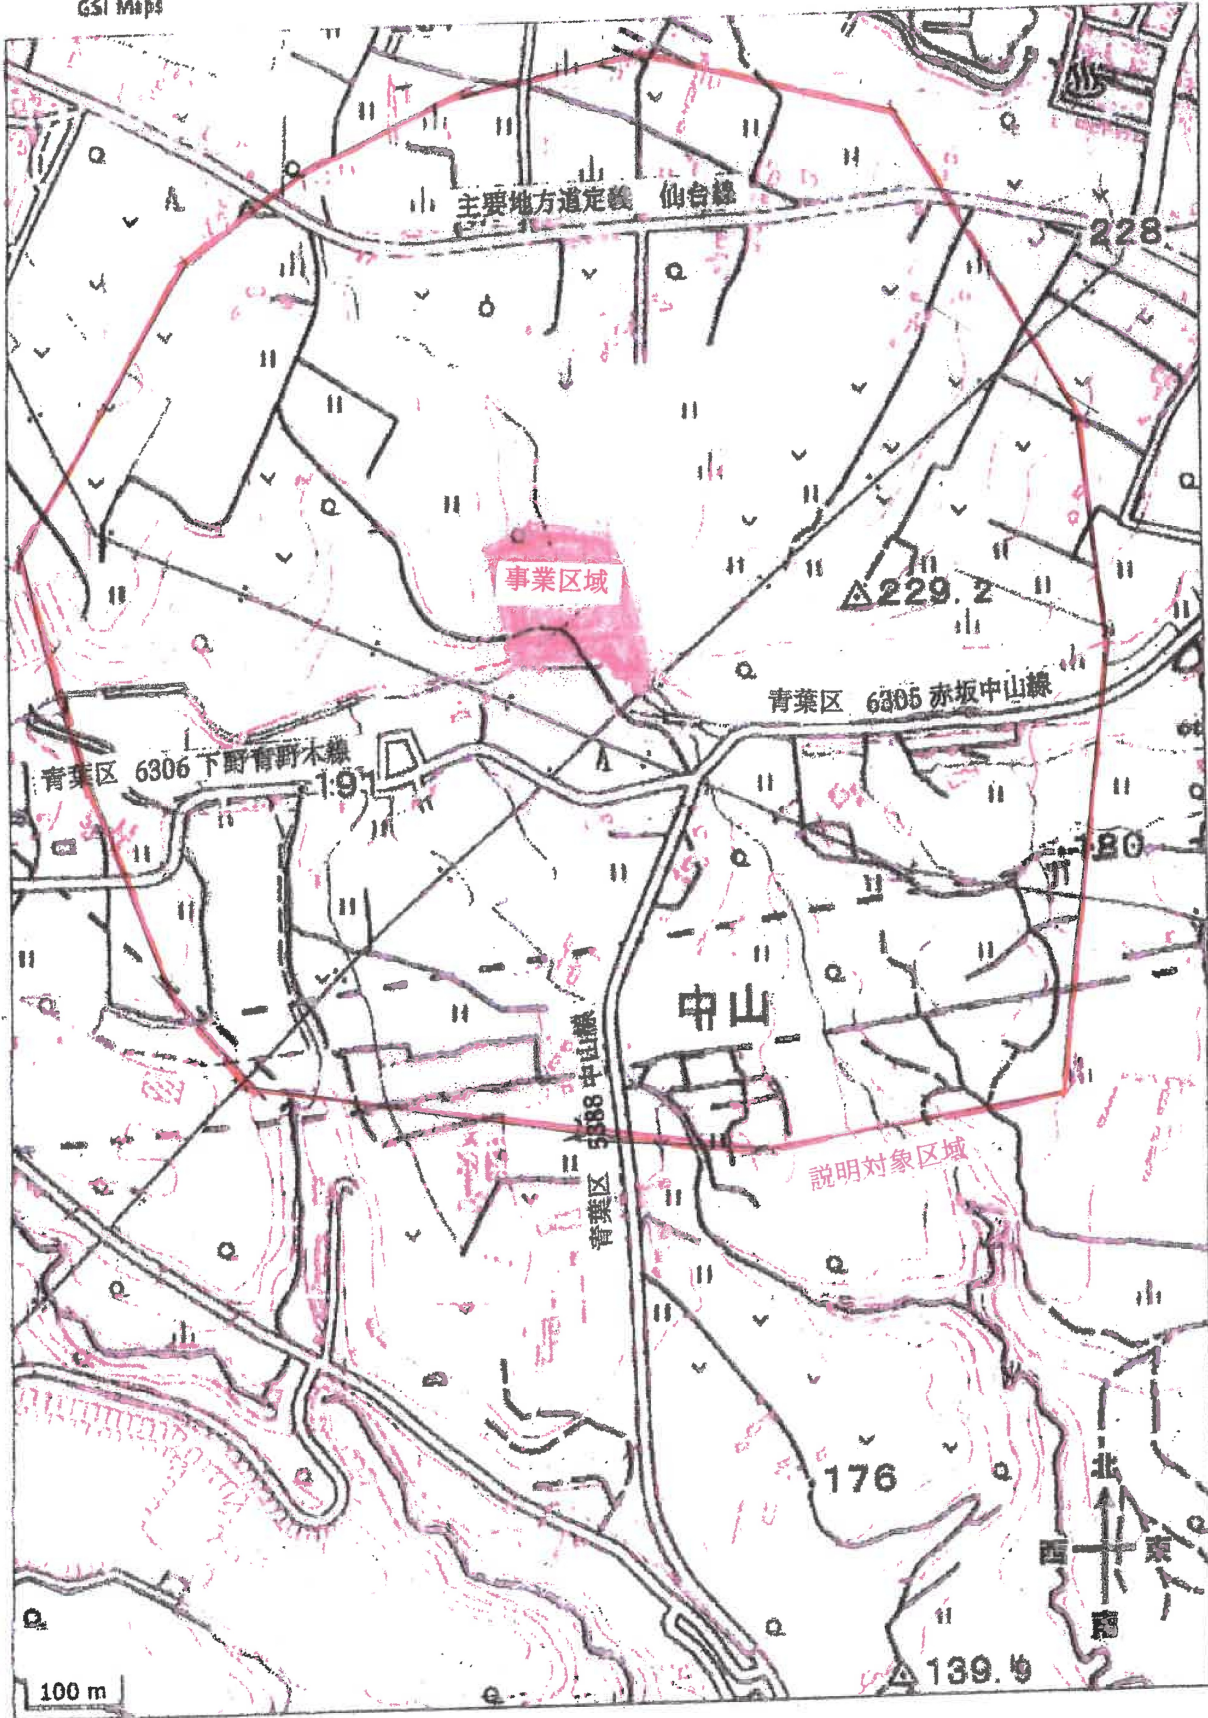 GSI Maps
主要地方道定義 仙台線
228
事業区域
229.2
青葉区 6305 赤坂中山線
青葉区 6306 下野青野木線
191
中山
青葉区 5388 中山線
説明対象区域
176
北
西 東
南
139.9
100 m